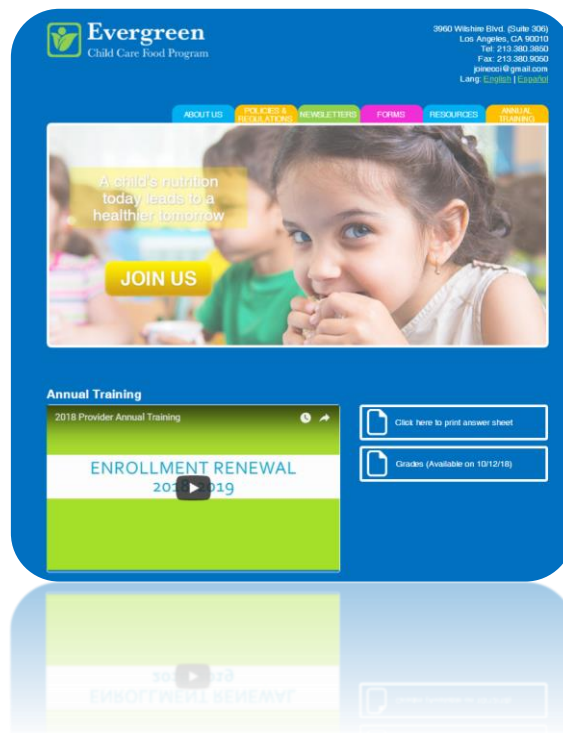 Evergreen
Child Care Food Program
3960 Wilshire Blvd. (Suite 306)
Los Angeles, CA 90010
Tel: 213.380.3850
Fax: 213.380.9050
joinecci@gmail.com
Lang: English | Español
ABOUT US
POLICIES &
REGULATIONS
NEWSLETTERS
FORMS
RESOURCES
ANNUAL
TRAINING
A child's nutrition
today leads to a
healthier tomorrow
JOIN US
Annual Training
2018 Provider Annual Training
ENROLLMENT RENEWAL
2018-2019
Click here to print answer sheet
Grades (Available on 10/12/18)